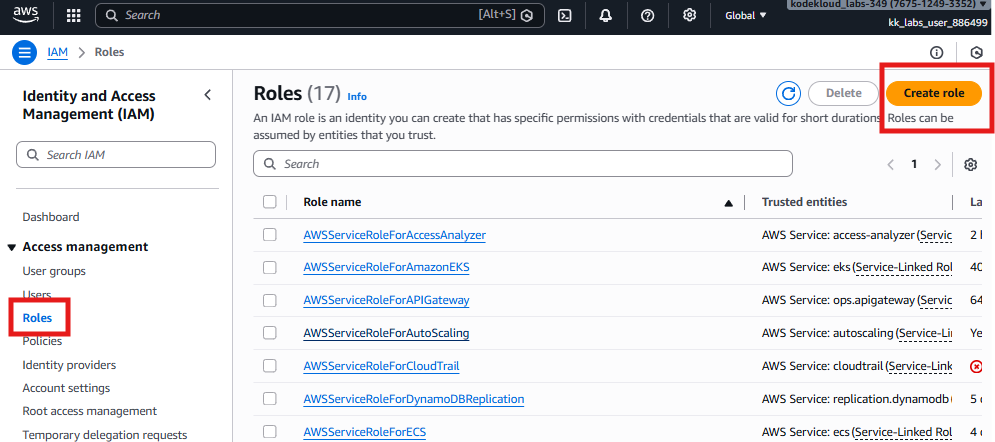 aws
Search
[Alt+S]
Global
kodekloud_labs-349 (7675-1249-3352)
kk_labs_user_886499
IAM
Roles
Identity and Access
Management (IAM)
Search IAM
Dashboard
Access management
User groups
Users
Roles
Policies
Identity providers
Account settings
Root access management
Temporary delegation requests
Roles (17) Info
Delete
Create role
An IAM role is an identity you can create that has specific permissions with credentials that are valid for short durations. Roles can be
assumed by entities that you trust.
Search
1
Role name Trusted entities La
AWSServiceRoleForAccessAnalyzer AWS Service: access-analyzer (Servic 2
AWSServiceRoleForAmazonEKS AWS Service: eks (Service-Linked Rol 40
AWSServiceRoleForAPIGateway AWS Service: ops.apigateway (Servic 64
AWSServiceRoleForAutoScaling AWS Service: autoscaling (Service-Li Ye
AWSServiceRoleForCloudTrail AWS Service: cloudtrail (Service-Link
AWSServiceRoleForDynamoDBReplication AWS Service: replication.dynamodb ( 5
AWSServiceRoleForECS AWS Service: ecs (Service-Linked Rol 4